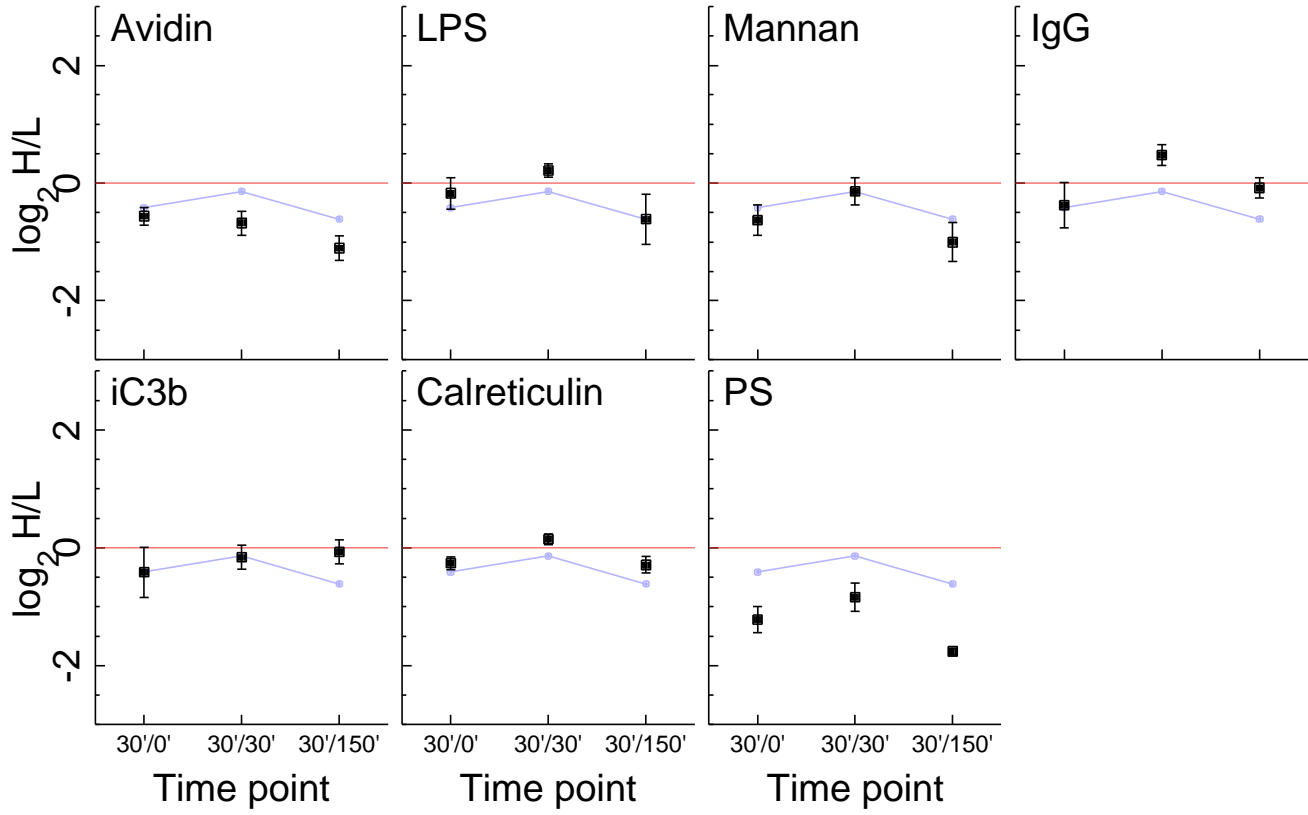 Avidin LPS Mannan IgG
2
0
-2
log2 H/L
iC3b Calreticulin PS
2
0
-2
log2 H/L
30'/0' 30'/30' 30'/150' 30'/0' 30'/30' 30'/150' 30'/0' 30'/30' 30'/150'
Time point Time point Time point